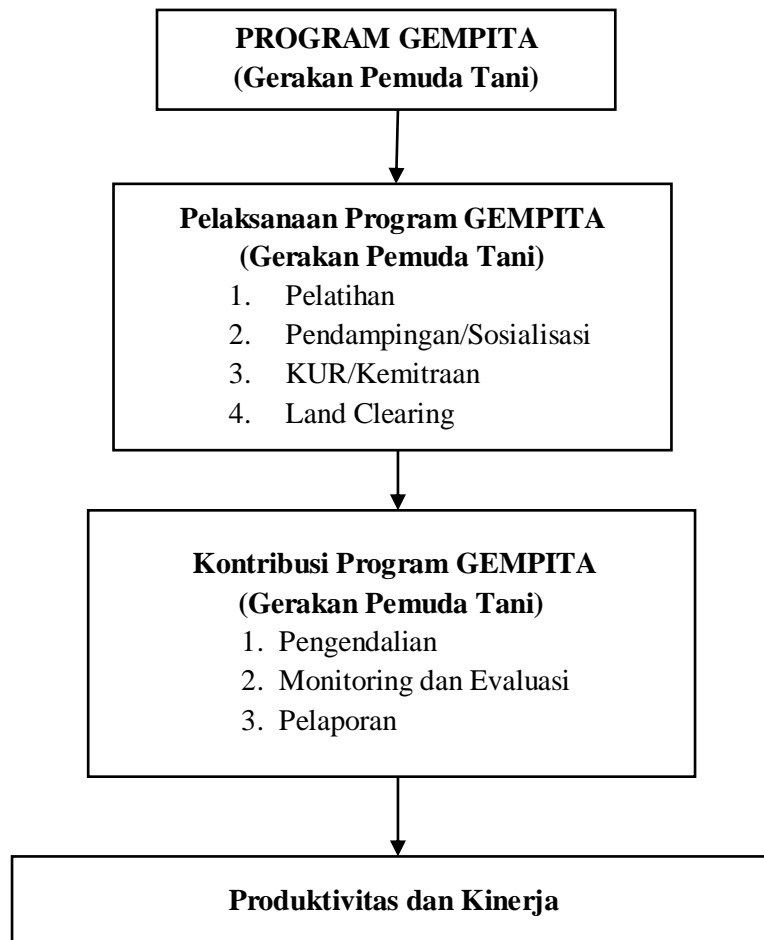 PROGRAM GEMPITA
(Gerakan Pemuda Tani)
Pelaksanaan Program GEMPITA
(Gerakan Pemuda Tani)
1. Pelatihan
2. Pendampingan/Sosialisasi
3. KUR/Kemitraan
4. Land Clearing
Kontribusi Program GEMPITA
(Gerakan Pemuda Tani)
1. Pengendalian
2. Monitoring dan Evaluasi
3. Pelaporan
Produktivitas dan Kinerja